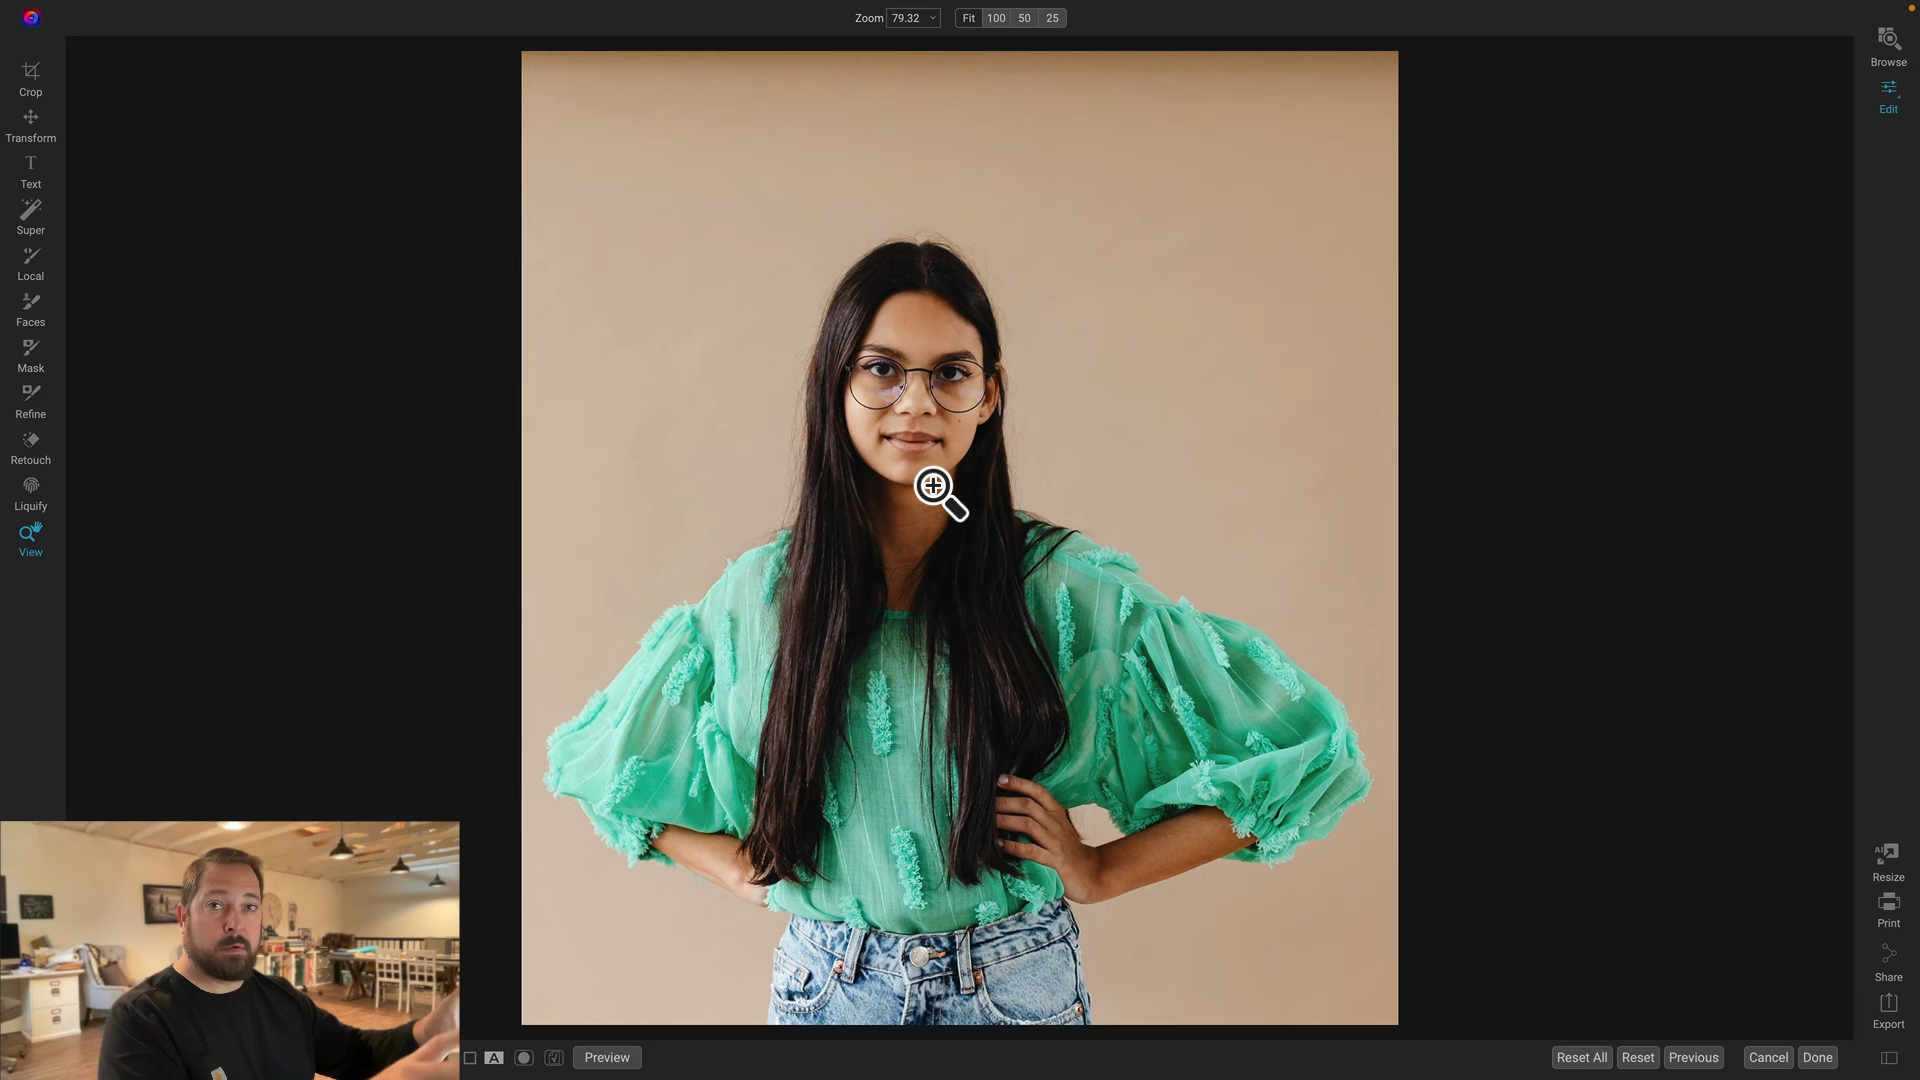 Zoom 79.32 Fit 100 50 25
Crop
Transform
T
Text
Super
Local
Faces
Mask
Refine
Retouch
Liquify
View
Browse
Edit
AI
Resize
Print
Share
Export
A Preview
Reset All Reset Previous Cancel Done